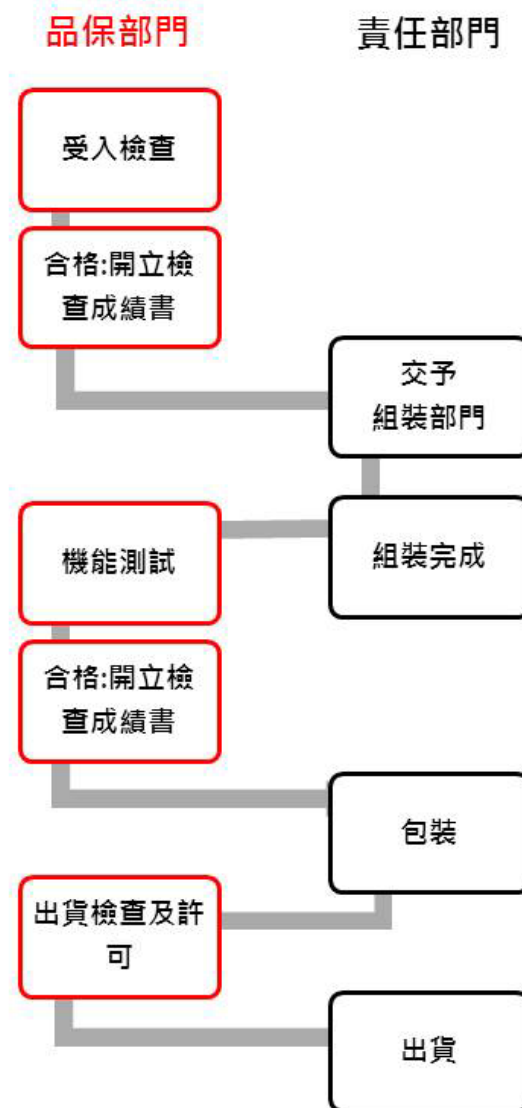 品保部門
責任部門
受入檢查
合格:開立檢
查成績書
交予
組裝部門
機能測試
組裝完成
合格:開立檢
查成績書
包裝
出貨檢查及許
可
出貨